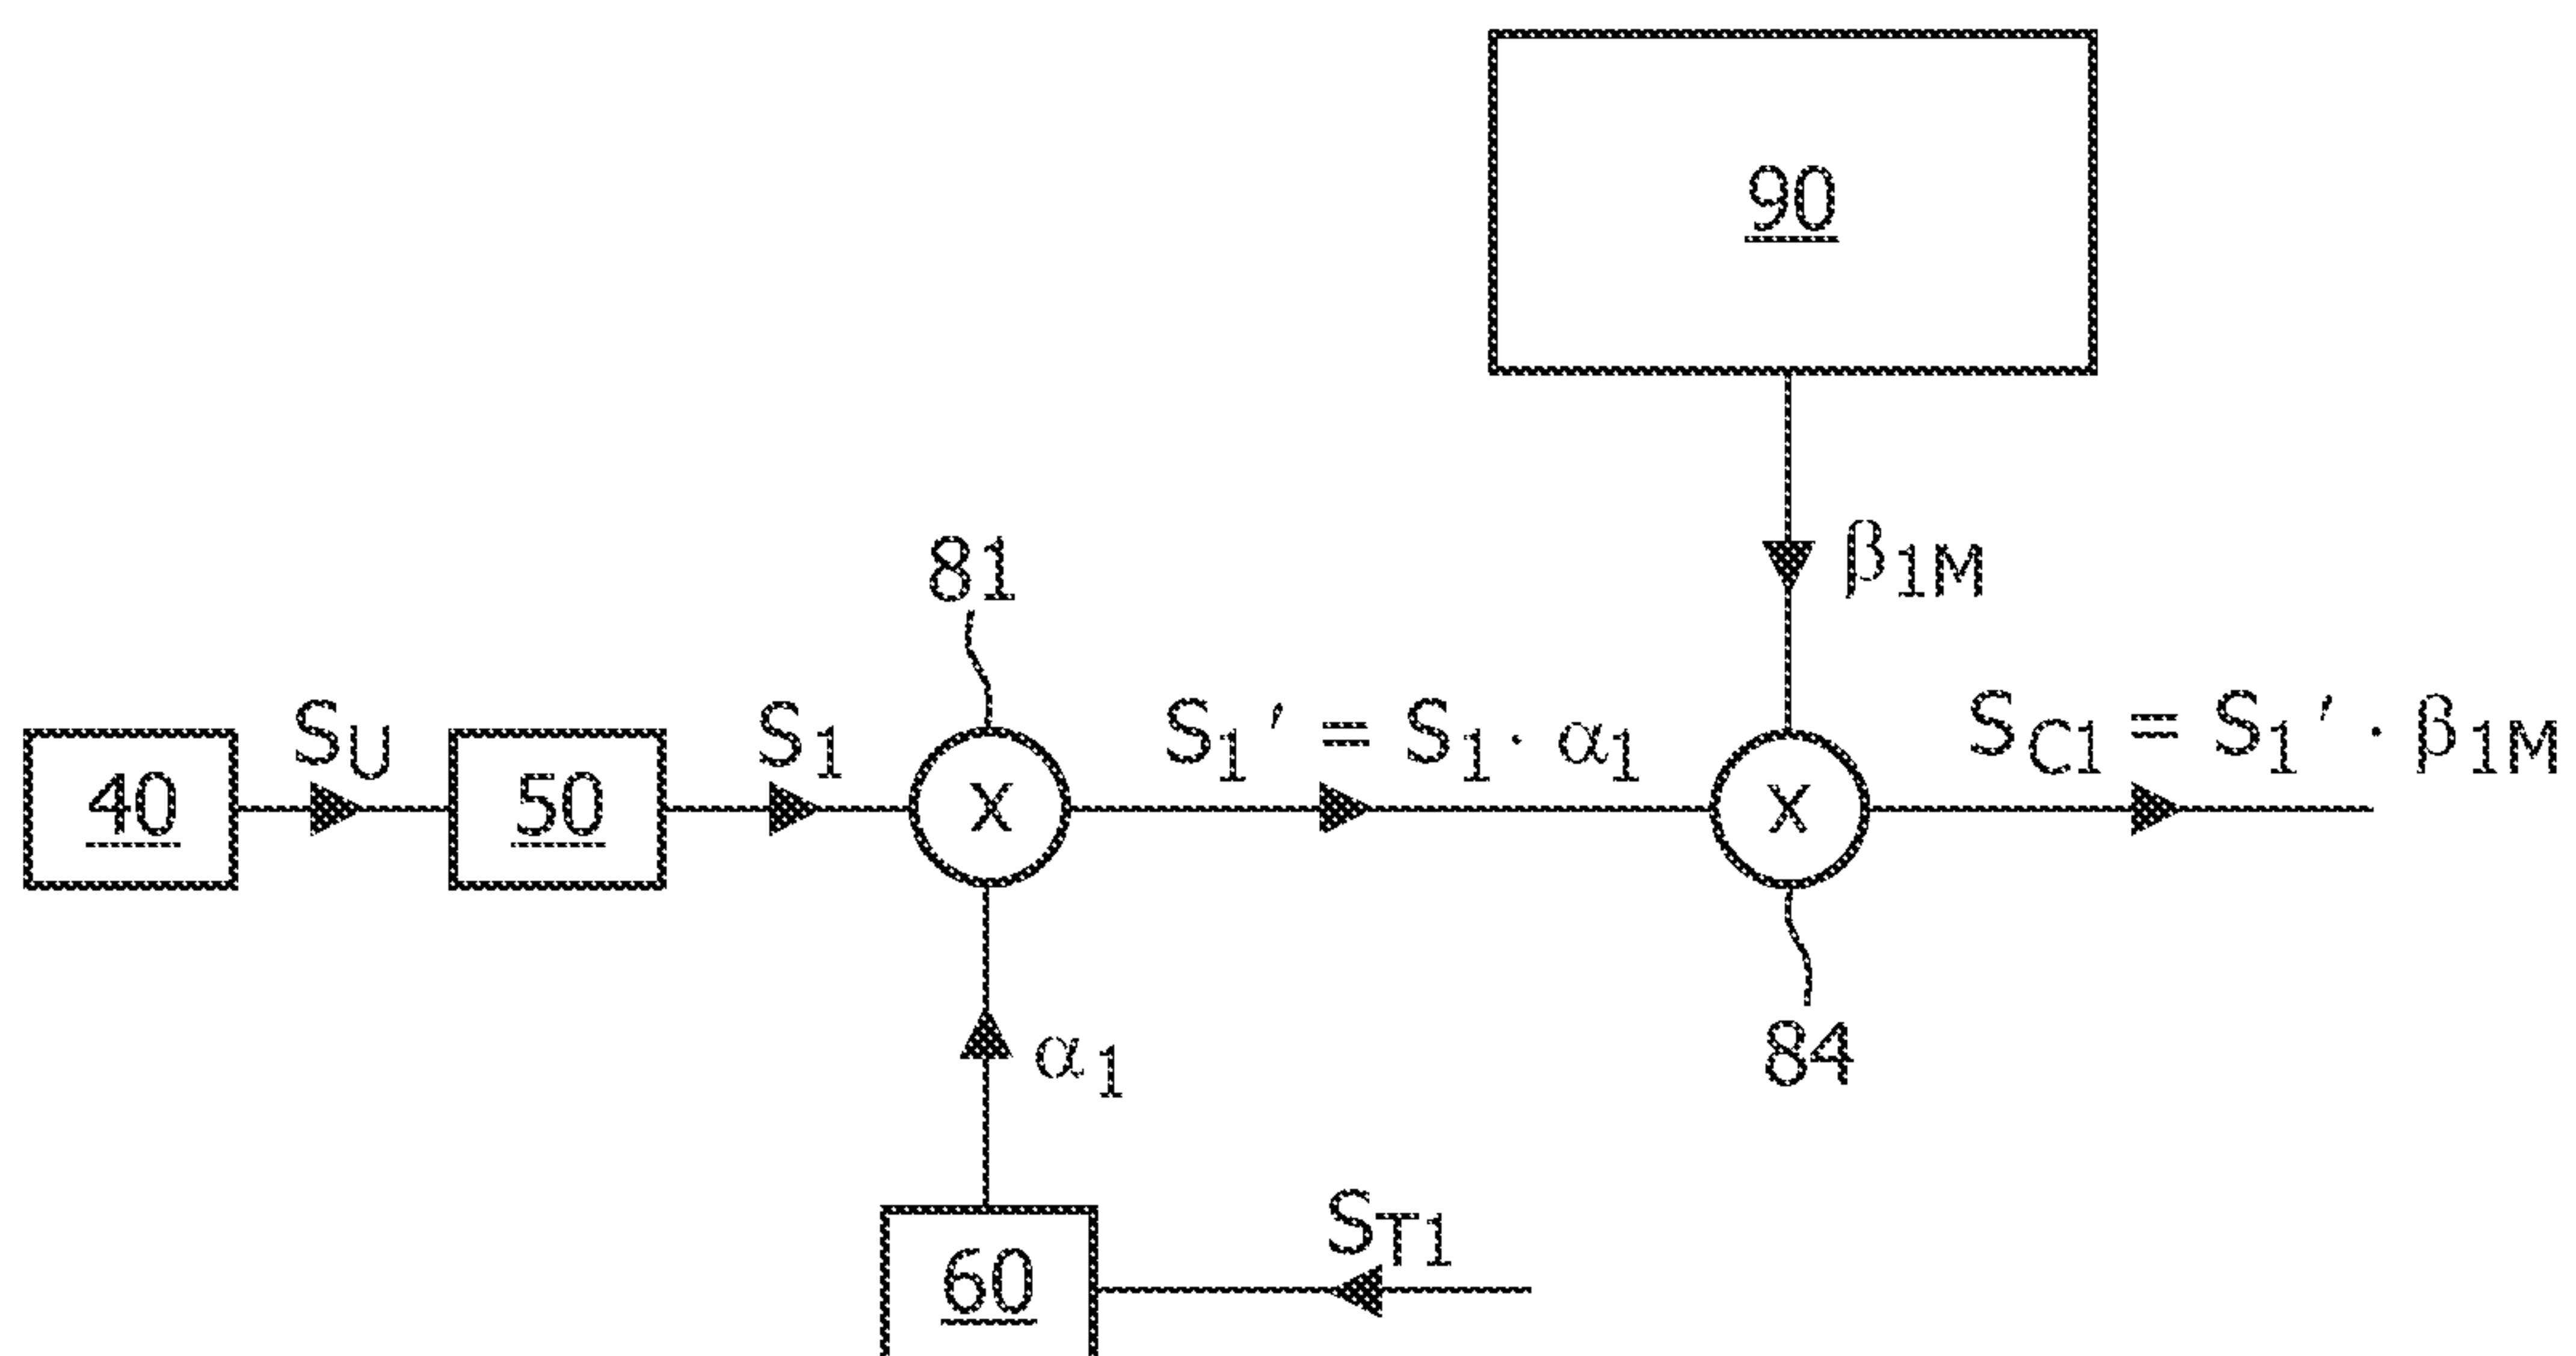 90
β1M
81
SU
S1
S1' = S1 · α1
SC1 = S1' · β1M
40
50
X
X
α1
84
ST1
60